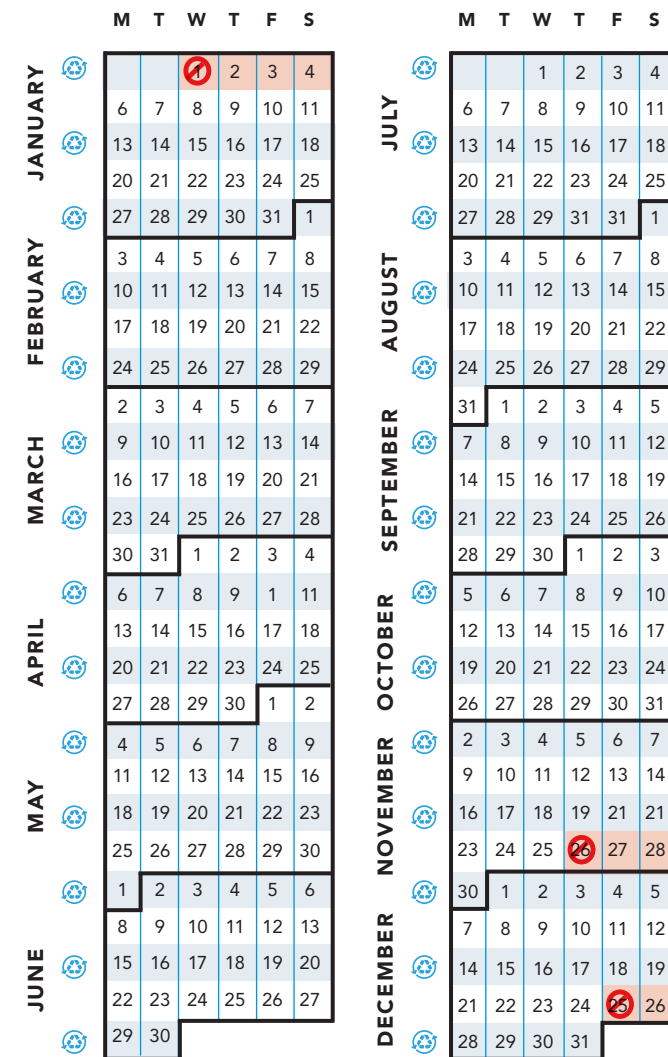 M T W T F S
JANUARY
1 2 3 4
6 7 8 9 10 11
13 14 15 16 17 18
20 21 22 23 24 25
27 28 29 30 31 1
FEBRUARY
3 4 5 6 7 8
10 11 12 13 14 15
17 18 19 20 21 22
24 25 26 27 28 29
MARCH
2 3 4 5 6 7
9 10 11 12 13 14
16 17 18 19 20 21
23 24 25 26 27 28
30 31 1 2 3 4
APRIL
6 7 8 9 1 11
13 14 15 16 17 18
20 21 22 23 24 25
27 28 29 30 1 2
MAY
4 5 6 7 8 9
11 12 13 14 15 16
18 19 20 21 22 23
25 26 27 28 29 30
JUNE
1 2 3 4 5 6
8 9 10 11 12 13
15 16 17 18 19 20
22 23 24 25 26 27
29 30
M T W T F S
JULY
1 2 3 4
6 7 8 9 10 11
13 14 15 16 17 18
20 21 22 23 24 25
27 28 29 31 31 1
AUGUST
3 4 5 6 7 8
10 11 12 13 14 15
17 18 19 20 21 22
24 25 26 27 28 29
31 1 2 3 4 5
SEPTEMBER
7 8 9 10 11 12
14 15 16 17 18 19
21 22 23 24 25 26
28 29 30 1 2 3
OCTOBER
5 6 7 8 9 10
12 13 14 15 16 17
19 20 21 22 23 24
26 27 28 29 30 31
NOVEMBER
2 3 4 5 6 7
9 10 11 12 13 14
16 17 18 19 21 21
23 24 25 26 27 28
30 1 2 3 4 5
DECEMBER
7 8 9 10 11 12
14 15 16 17 18 19
21 22 23 24 25 26
28 29 30 31